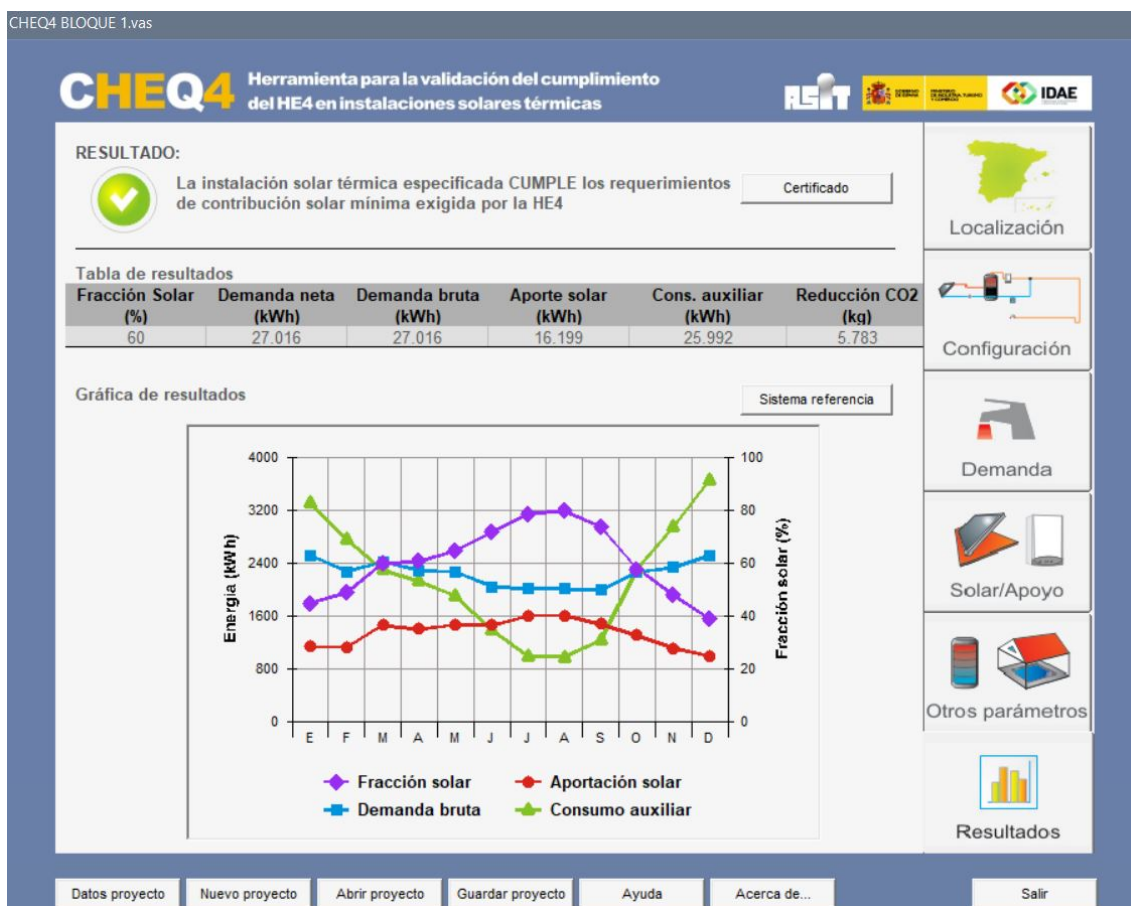 CHEQ4 BLOQUE 1.vas
CHEQ4
Herramienta para la validación del cumplimiento
del HE4 en instalaciones solares térmicas
ASIT
IDAE
RESULTADO:
La instalación solar térmica especificada CUMPLE los requerimientos
de contribución solar mínima exigida por la HE4
Certificado
Tabla de resultados
Fracción Solar (%) Demanda neta (kWh) Demanda bruta (kWh) Aporte solar (kWh) Cons. auxiliar (kWh) Reducción CO2 (kg)
60 27.016 27.016 16.199 25.992 5.783
Gráfica de resultados
Sistema referencia
4000 100
3200 80
2400 60
1600 40
800 20
0 0
Energia (kWh)
Fracción solar (%)
E F M A M J J A S O N D
Fracción solar Aportación solar
Demanda bruta Consumo auxiliar
Localización
Configuración
Demanda
Solar/Apoyo
Otros parámetros
Resultados
Datos proyecto Nuevo proyecto Abrir proyecto Guardar proyecto Ayuda Acerca de... Salir